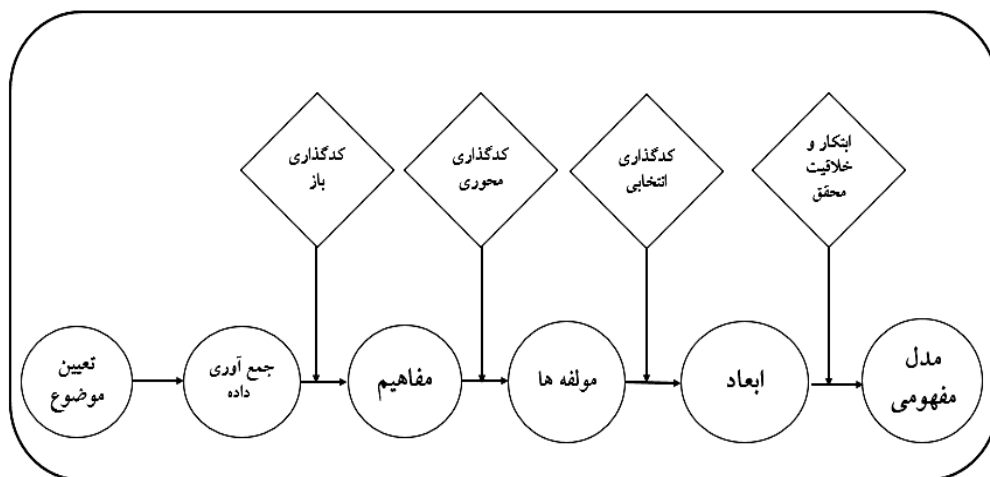 کدگذاری
باز
کدگذاری
محوری
کدگذاری
انتخابی
ابتکار و
خلاقیت
محقق
تعیین
موضوع
جمع آوری
داده
مفاهیم
مولفه ها
ابعاد
مدل
مفهومی